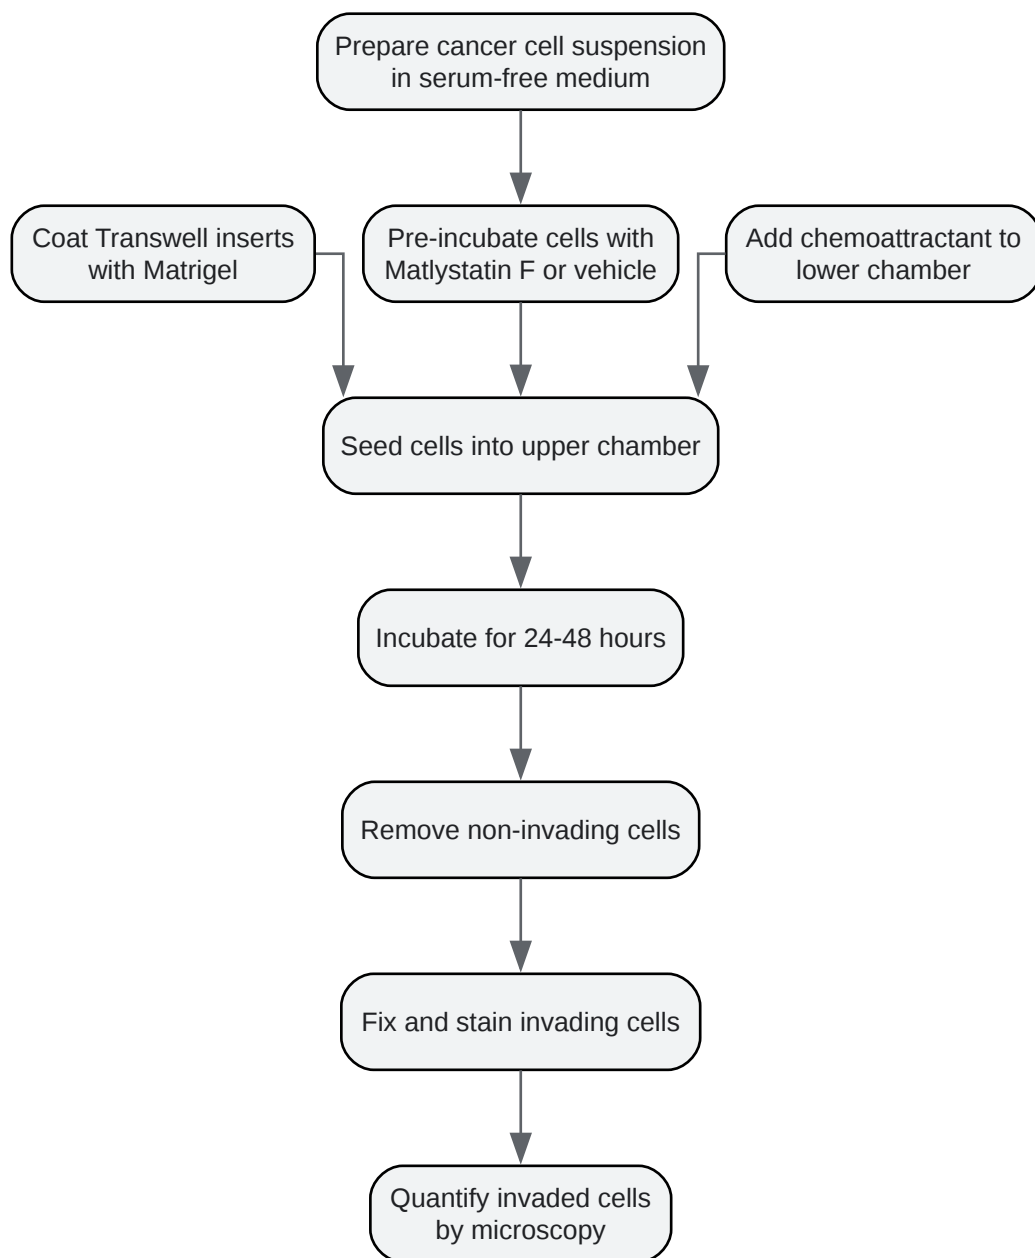 Prepare cancer cell suspension
in serum-free medium
Coat Transwell inserts
with Matrigel
Pre-incubate cells with
Matlystatin F or vehicle
Add chemoattractant to
lower chamber
Seed cells into upper chamber
Incubate for 24-48 hours
Remove non-invading cells
Fix and stain invading cells
Quantify invaded cells
by microscopy